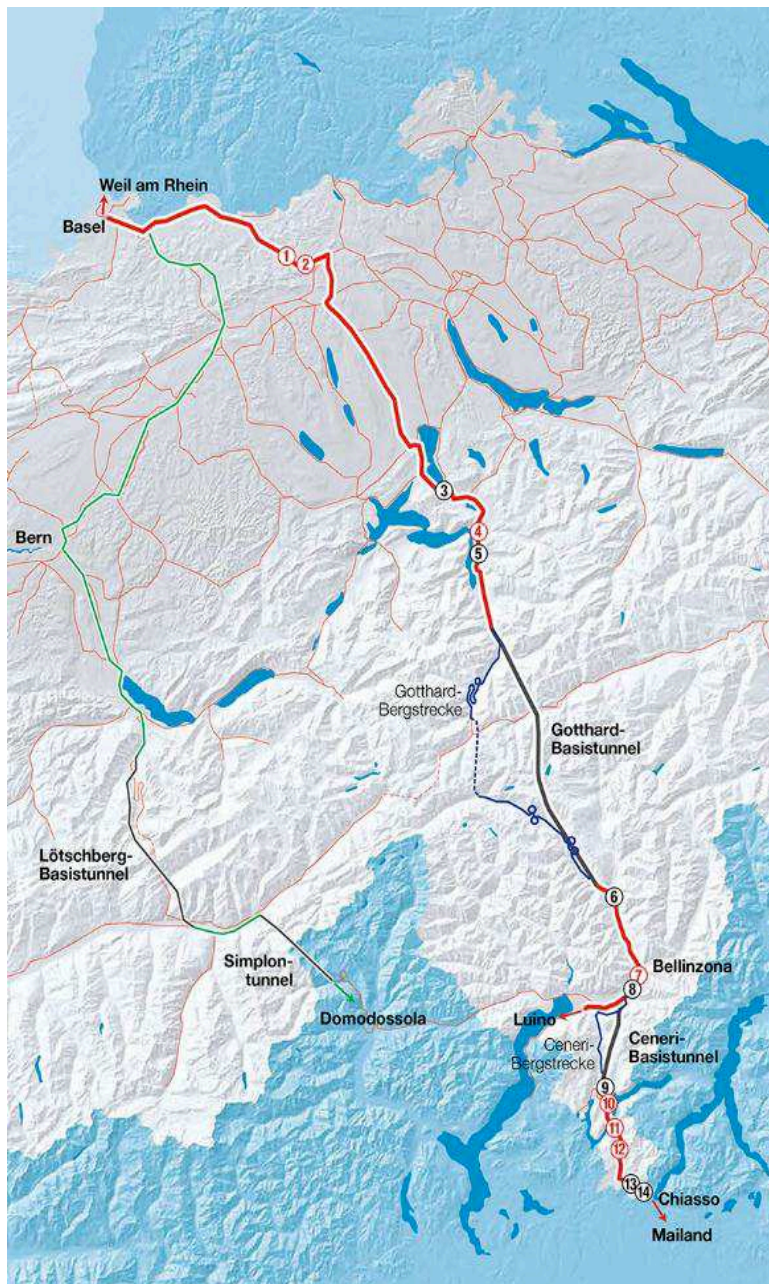 Weil am Rhein
Basel
1
2
3
4
5
Bern
Gotthard-
Bergstrecke
Gotthard-
Basistunnel
Lötschberg-
Basistunnel
6
Simplon-
tunnel
Bellinzona
7
8
Domodossola
Luino
Ceneri-
Bergstrecke
Ceneri-
Basistunnel
9
10
11
12
13
14
Chiasso
Mailand